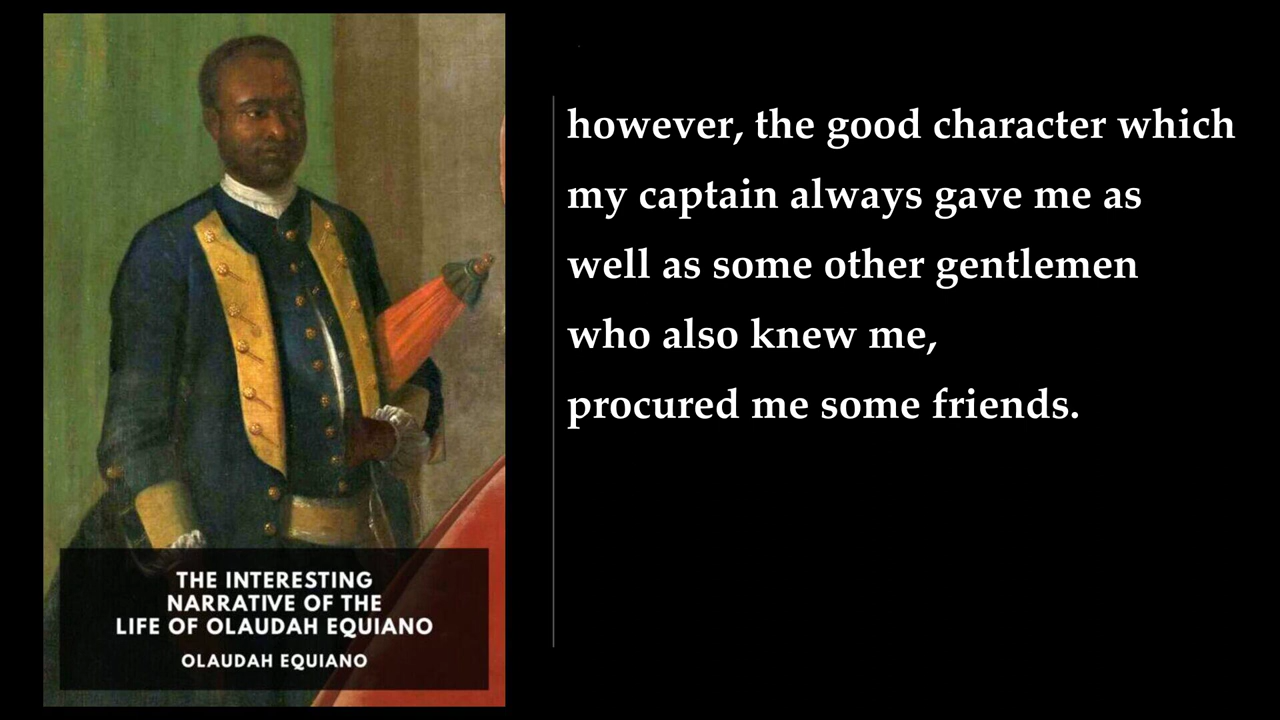 however, the good character which
my captain always gave me as
well as some other gentlemen
who also knew me,
procured me some friends.
THE INTERESTING
NARRATIVE OF THE
LIFE OF OLAUDAH EQUIANO
OLAUDAH EQUIANO